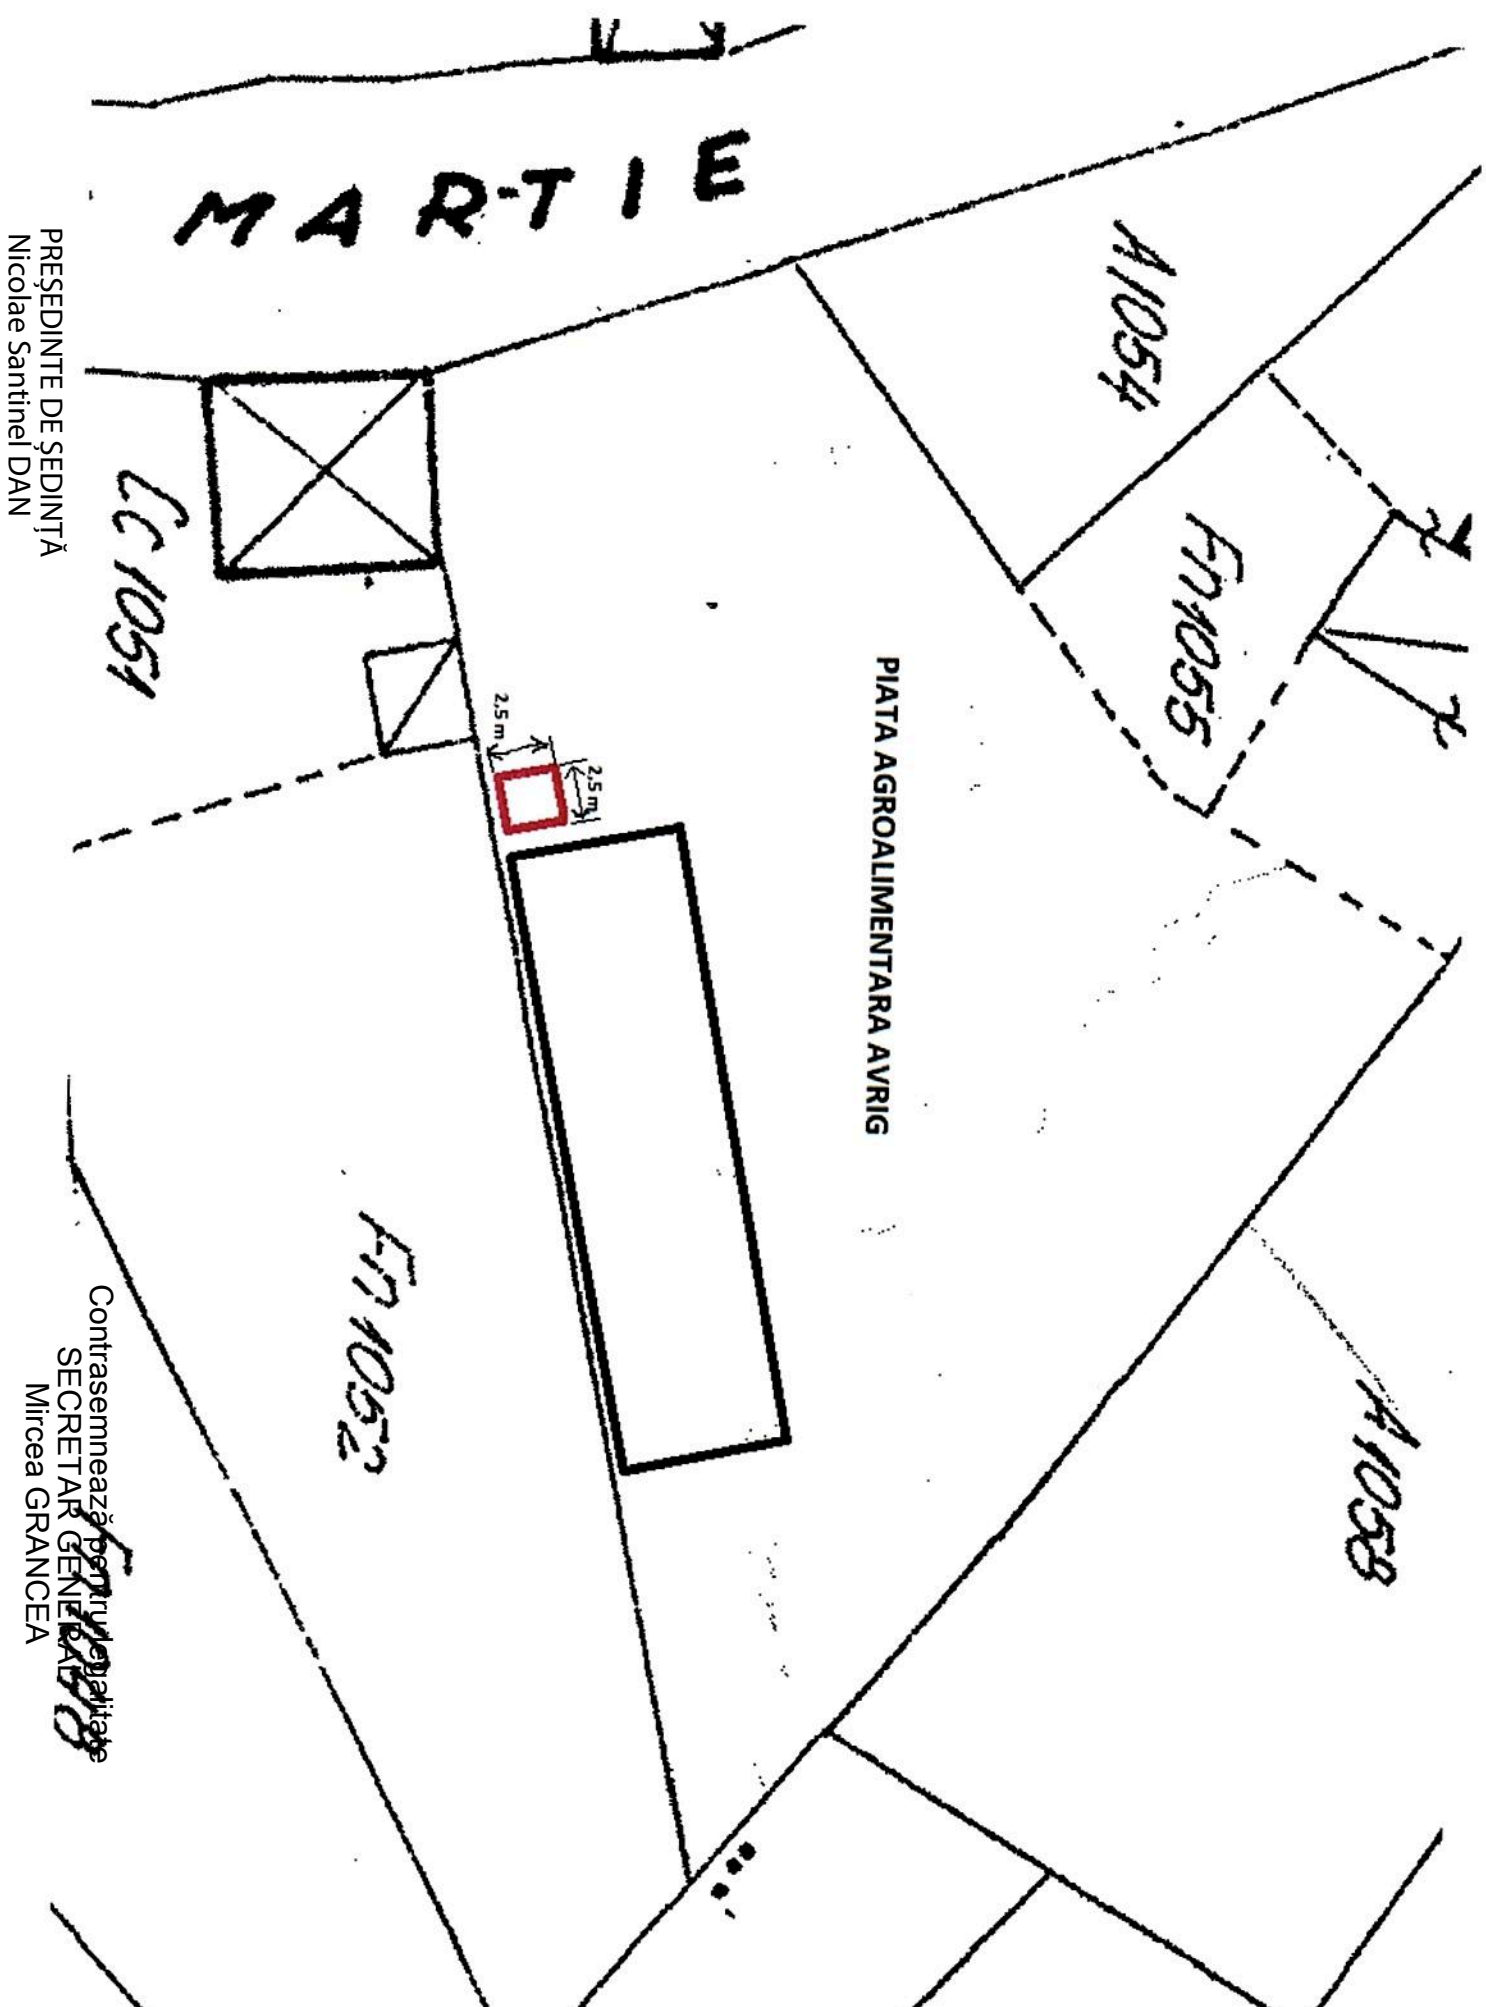 MARTIE
A1054
Fn1055
CC1051
2,5 m
2,5 m
PIATA AGROALIMENTARA AVRIG
Fn1052
A1058
PREȘEDINTE DE ȘEDINȚĂ
Nicolae Santinel DAN
Contrasemnează pentru legalitate
SECRETAR GENERAL
Mircea GRANCEA